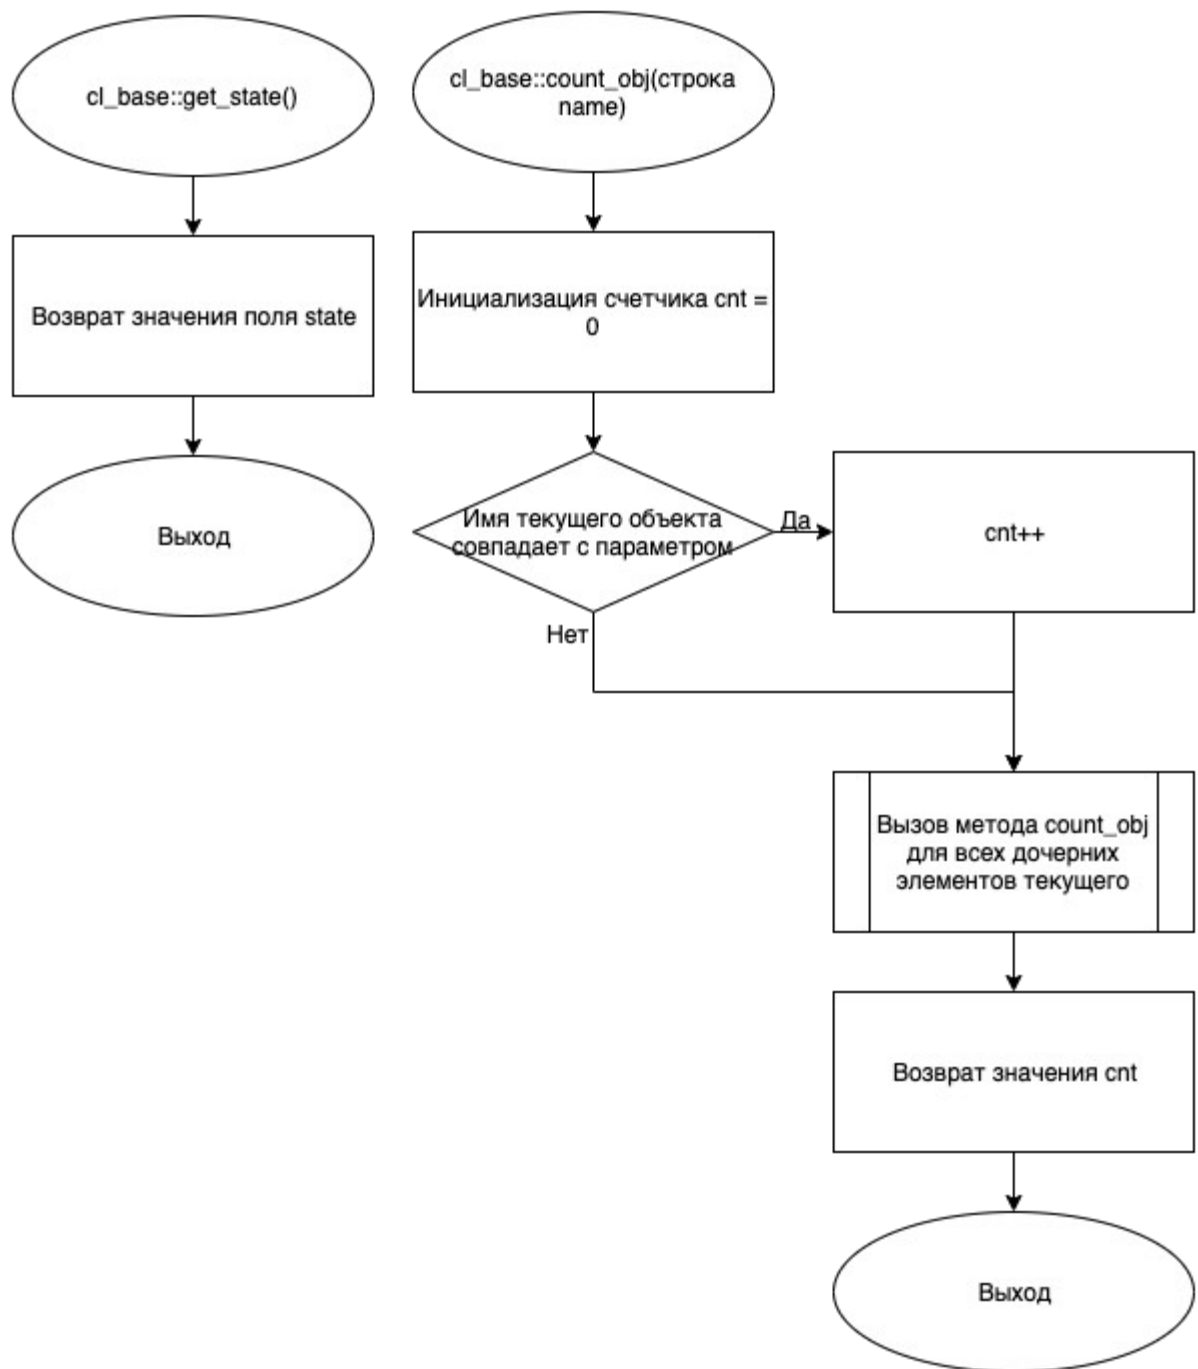 cl_base::get_state()
Возврат значения поля state
Выход
cl_base::count_obj(строка
name)
Инициализация счетчика cnt =
0
Имя текущего объекта
совпадает с параметром
Да
cnt++
Нет
Вызов метода count_obj
для всех дочерних
элементов текущего
Возврат значения cnt
Выход